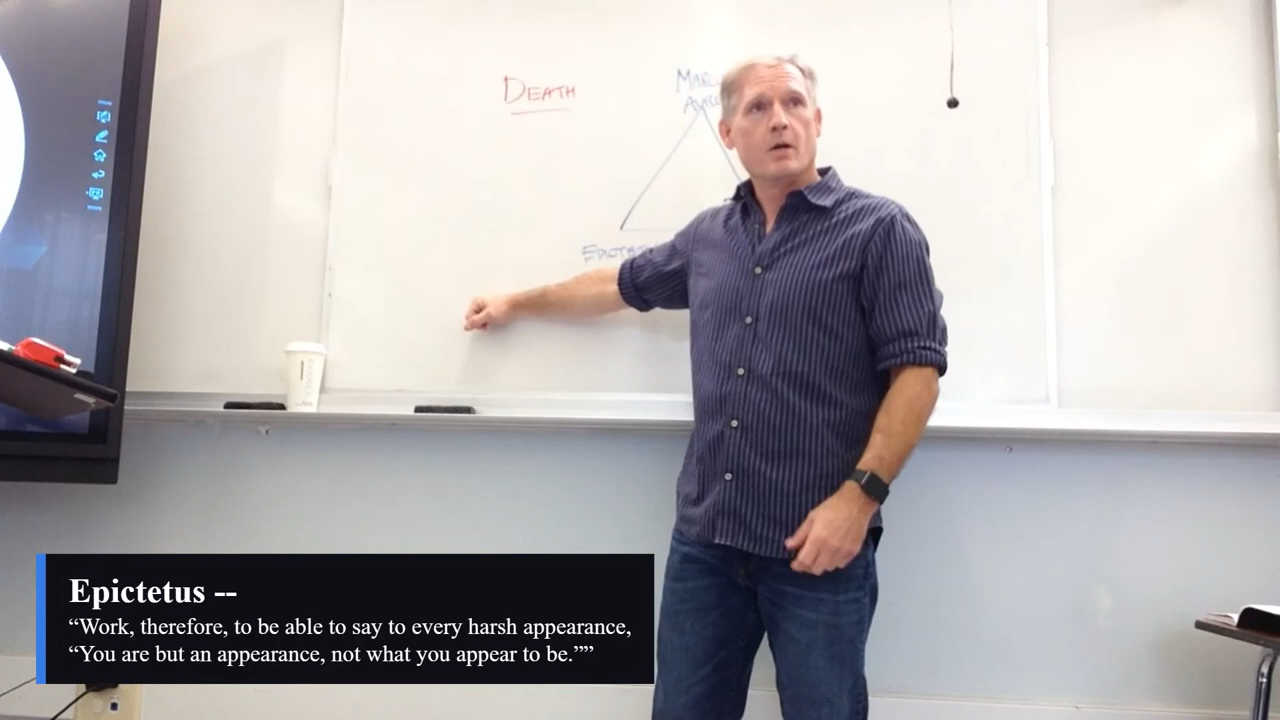 DEATH
Epictetus --
“Work, therefore, to be able to say to every harsh appearance,
“You are but an appearance, not what you appear to be.””